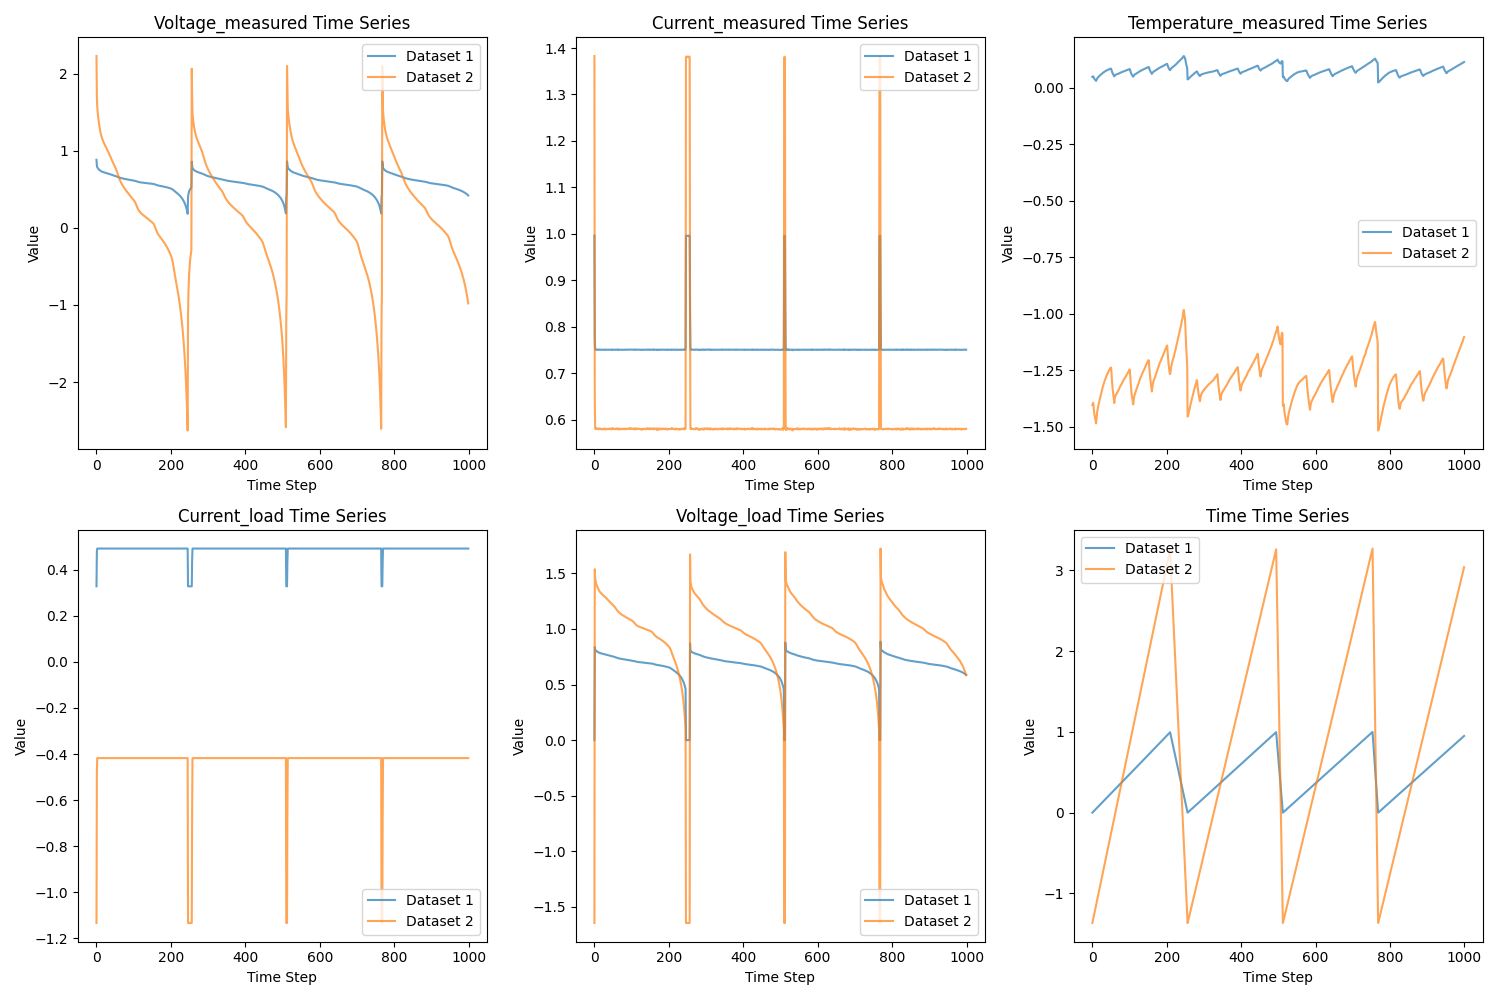 Voltage_measured Time Series
Value
2
1
0
−1
−2
0
200
400
600
800
1000
Time Step
Dataset 1
Dataset 2
Current_measured Time Series
Value
1.4
1.3
1.2
1.1
1.0
0.9
0.8
0.7
0.6
0
200
400
600
800
1000
Time Step
Dataset 1
Dataset 2
Temperature_measured Time Series
Value
0.00
−0.25
−0.50
−0.75
−1.00
−1.25
−1.50
0
200
400
600
800
1000
Time Step
Dataset 1
Dataset 2
Current_load Time Series
Value
0.4
0.2
0.0
−0.2
−0.4
−0.6
−0.8
−1.0
−1.2
0
200
400
600
800
1000
Time Step
Dataset 1
Dataset 2
Voltage_load Time Series
Value
1.5
1.0
0.5
0.0
−0.5
−1.0
−1.5
0
200
400
600
800
1000
Time Step
Dataset 1
Dataset 2
Time Time Series
Value
3
2
1
0
−1
0
200
400
600
800
1000
Time Step
Dataset 1
Dataset 2